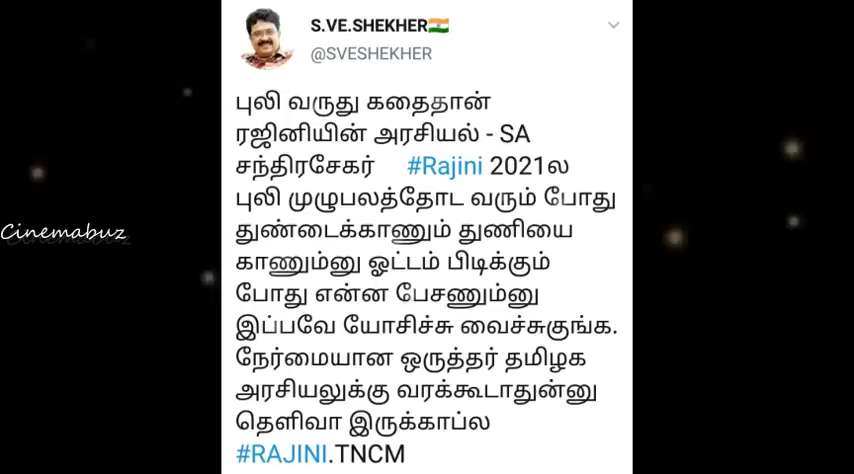 S.VE.SHEKHER🇮🇳
@SVESHEKHER
புலி வருது கதைதான்
ரஜினியின் அரசியல் - SA
சந்திரசேகர் #Rajini 2021ல
புலி முழுபலத்தோட வரும் போது
துண்டைக்காணும் துணியை
காணும்னு ஓட்டம் பிடிக்கும்
போது என்ன பேசணும்னு
இப்பவே யோசிச்சு வைச்சுகுங்க.
நேர்மையான ஒருத்தர் தமிழக
அரசியலுக்கு வரக்கூடாதுன்னு
தெளிவா இருக்காப்ல
#RAJINI.TNCM
Cinemabuz